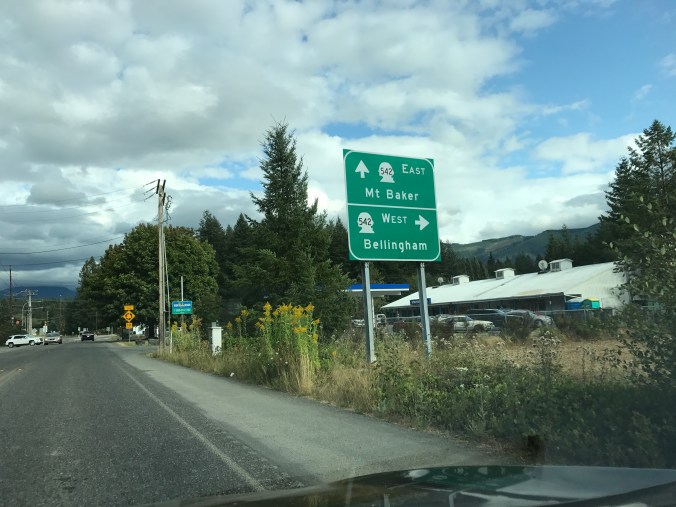 542 EAST
Mt Baker
542 WEST
Bellingham